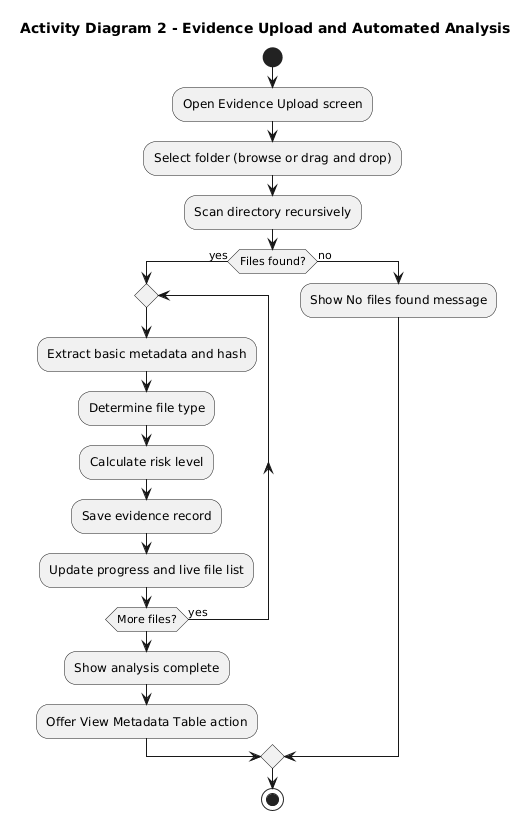 Activity Diagram 2 - Evidence Upload and Automated Analysis
Open Evidence Upload screen
Select folder (browse or drag and drop)
Scan directory recursively
Files found?
yes
no
Show No files found message
Extract basic metadata and hash
Determine file type
Calculate risk level
Save evidence record
Update progress and live file list
More files?
yes
Show analysis complete
Offer View Metadata Table action